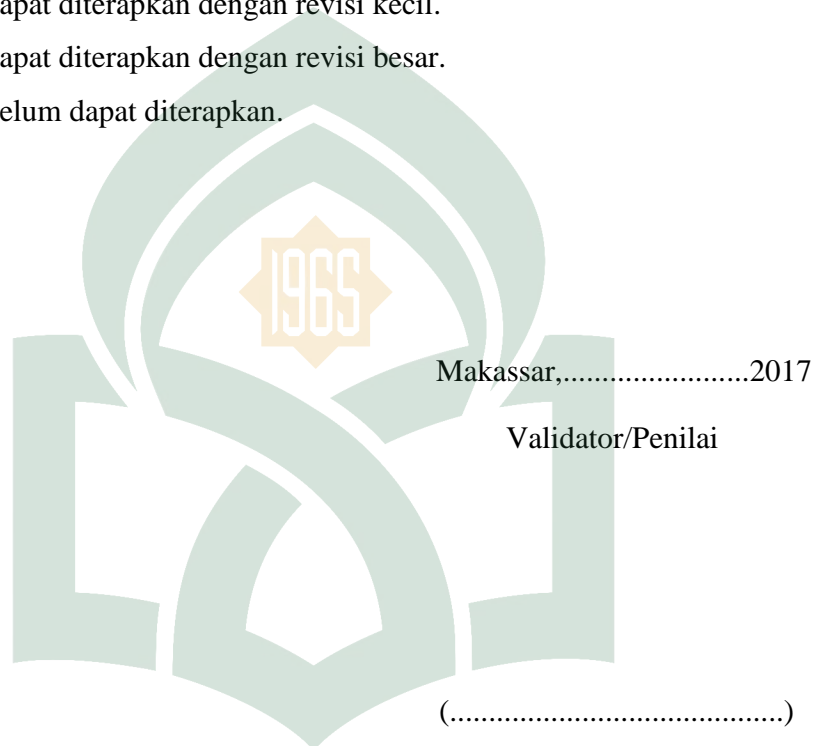 apat diterapkan dengan revisi kecil.
apat diterapkan dengan revisi besar.
elum dapat diterapkan.
1965
Makassar,........................2017
Validator/Penilai
(...........................................)